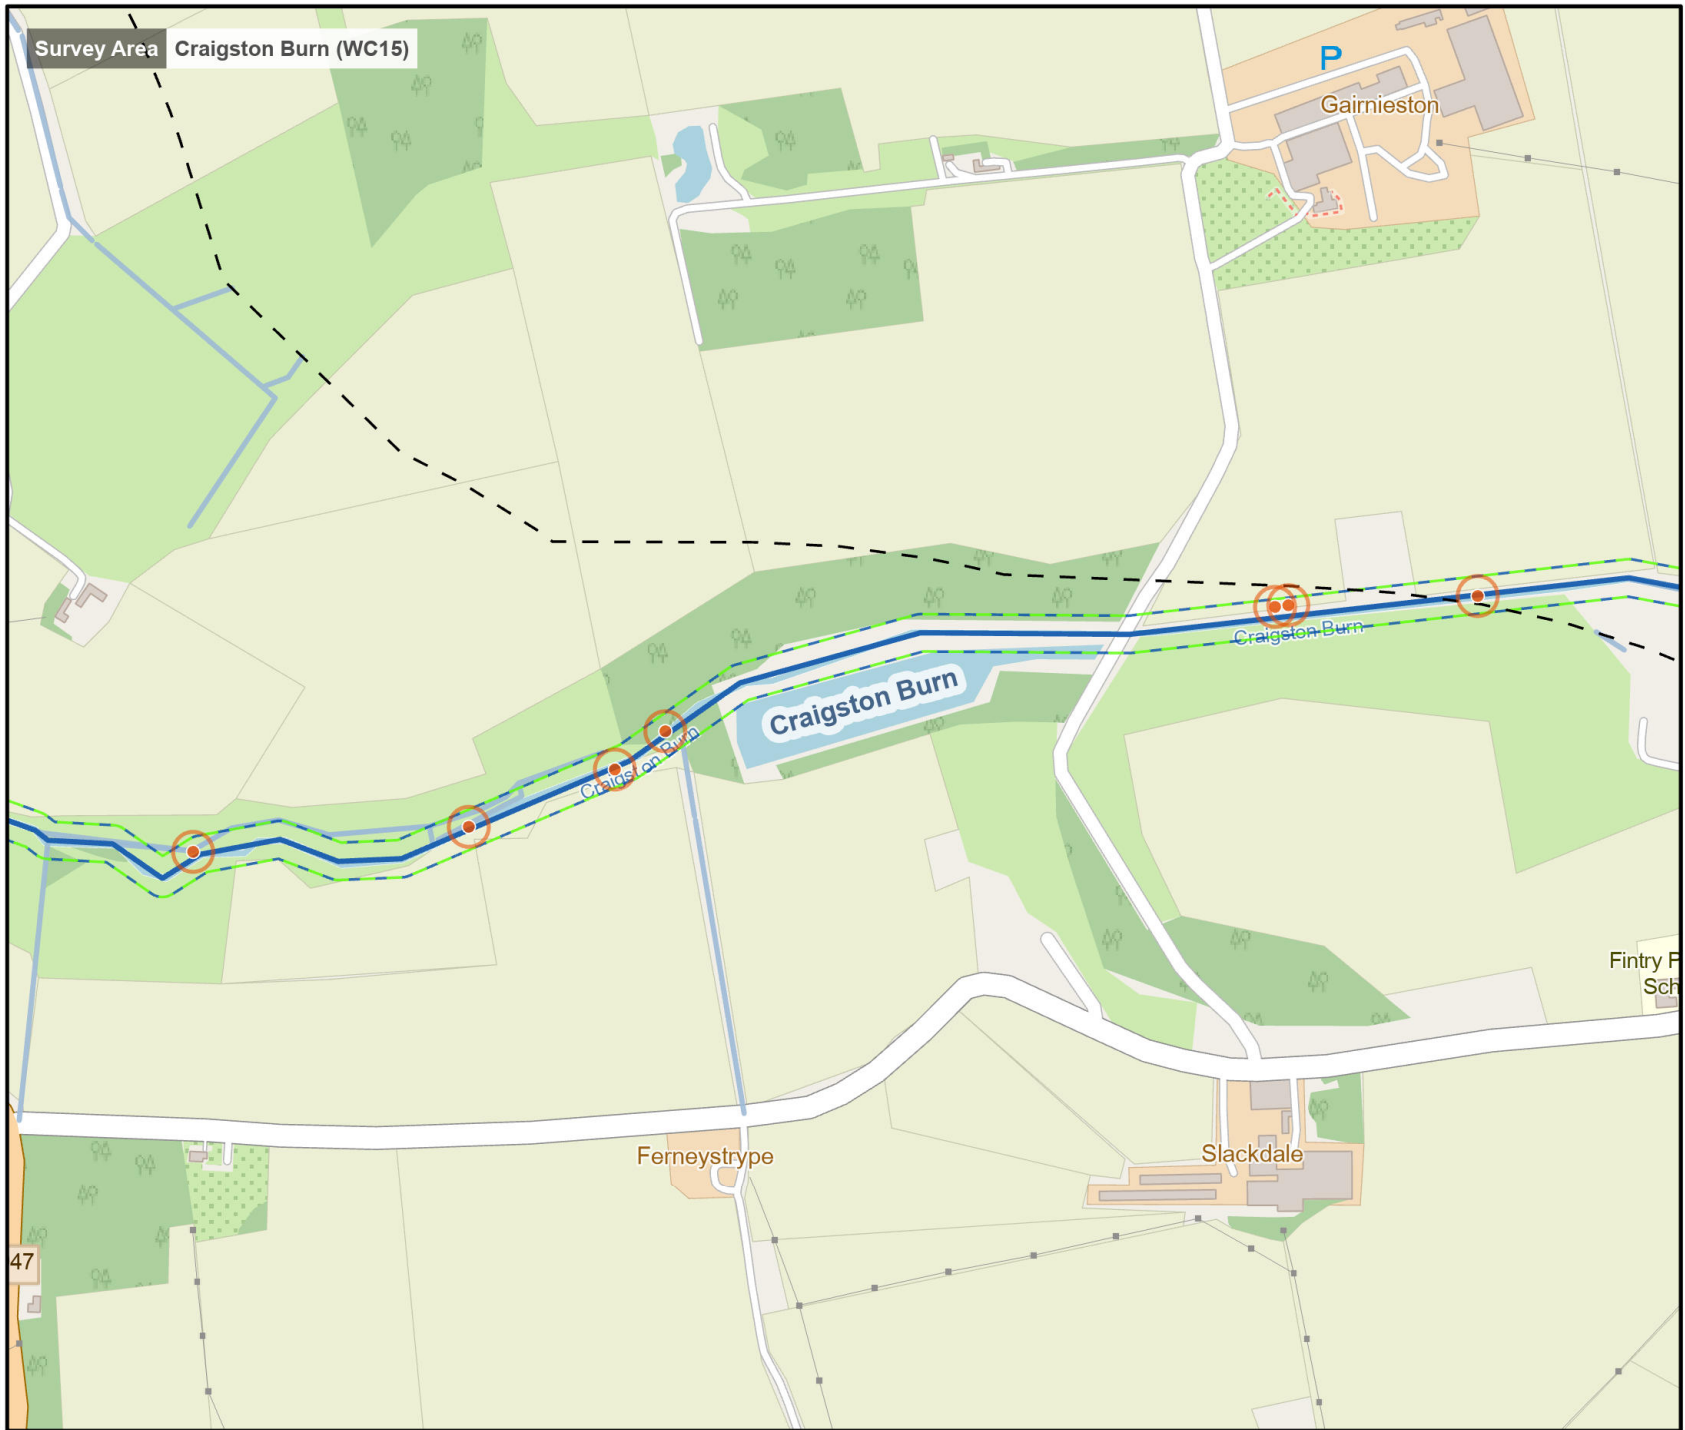 Survey Area Craigston Burn (WC15)
P
Gairnieston
Craigston Burn
Craigston Burn
Craigston Burn
Fintry P
Sch
Ferneystrype
Slackdale
47